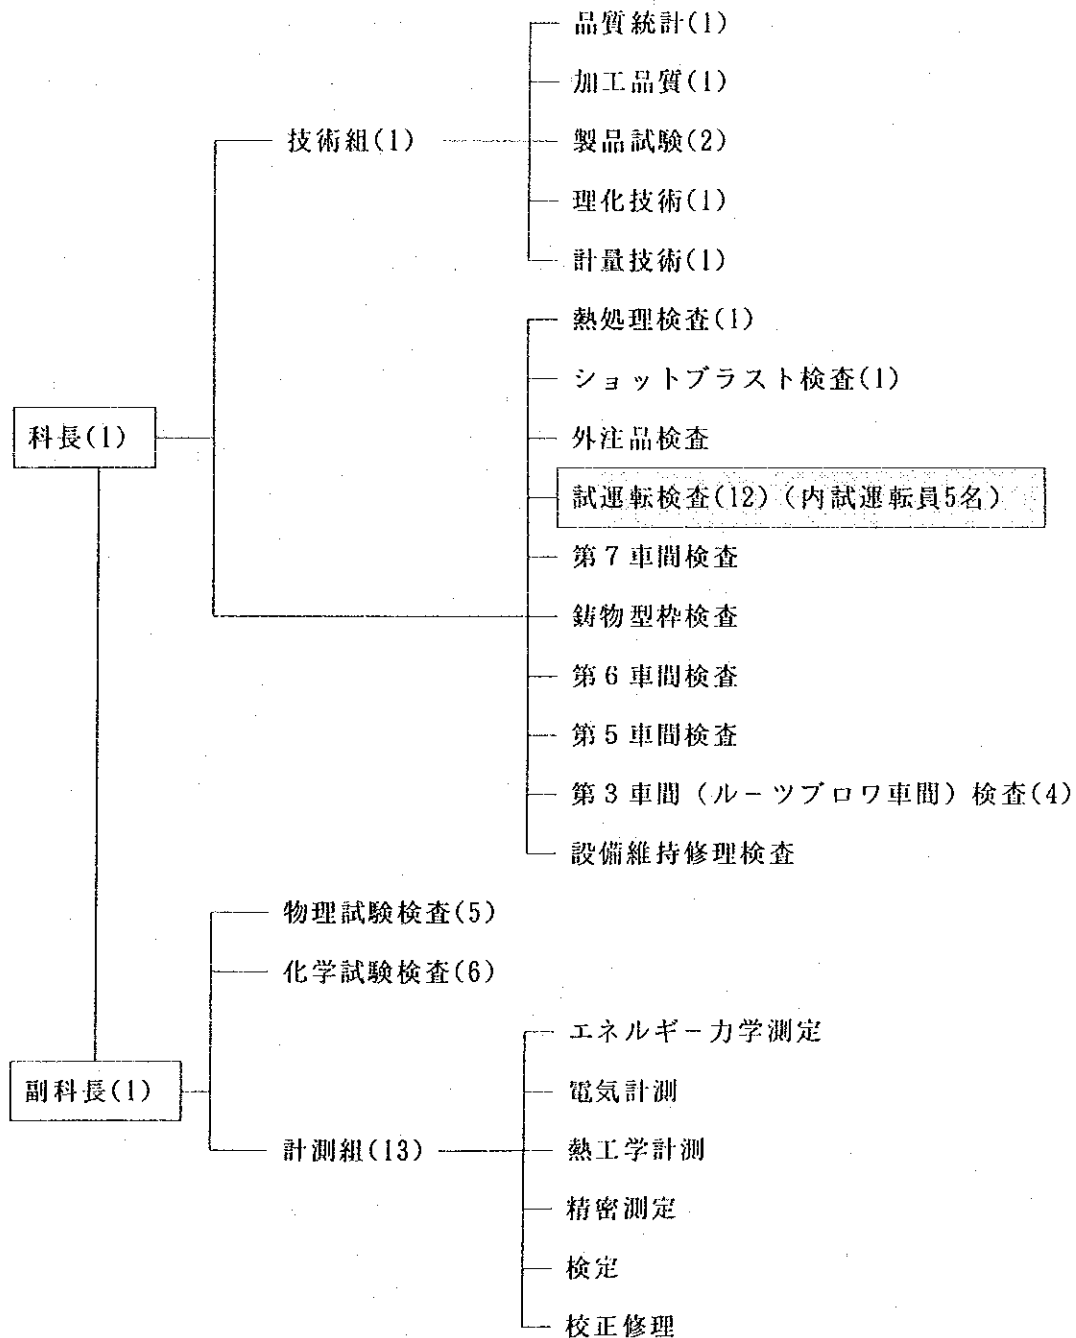 品質統計(1)
加工品質(1)
技術組(1)
製品試験(2)
理化技術(1)
計量技術(1)
熱処理検査(1)
ショットブラスト検査(1)
科長(1)
外注品検査
試運転検査(12)(内試運転員5名)
第7車間検査
鋳物型枠検査
第6車間検査
第5車間検査
第3車間(ルーツブロワ車間)検査(4)
設備維持修理検査
物理試験検査(5)
化学試験検査(6)
エネルギー力学測定
副科長(1)
電気計測
計測組(13)
熱工学計測
精密測定
検定
校正修理